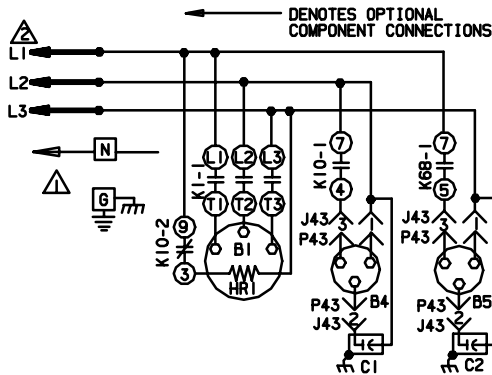 DENOTES OPTIONAL
COMPONENT CONNECTIONS
2
L1
L2
L3
N
1
G
L1 L2 L3
K1-1
T1 T2 T3
K10-2
9
3
B1
HR1
7
K10-1
4
J43 3 1
P43
B4
P43
J43 2
C1
7
K68-1
5
J43 3 1
P43
B5
P43
J43 2
C2